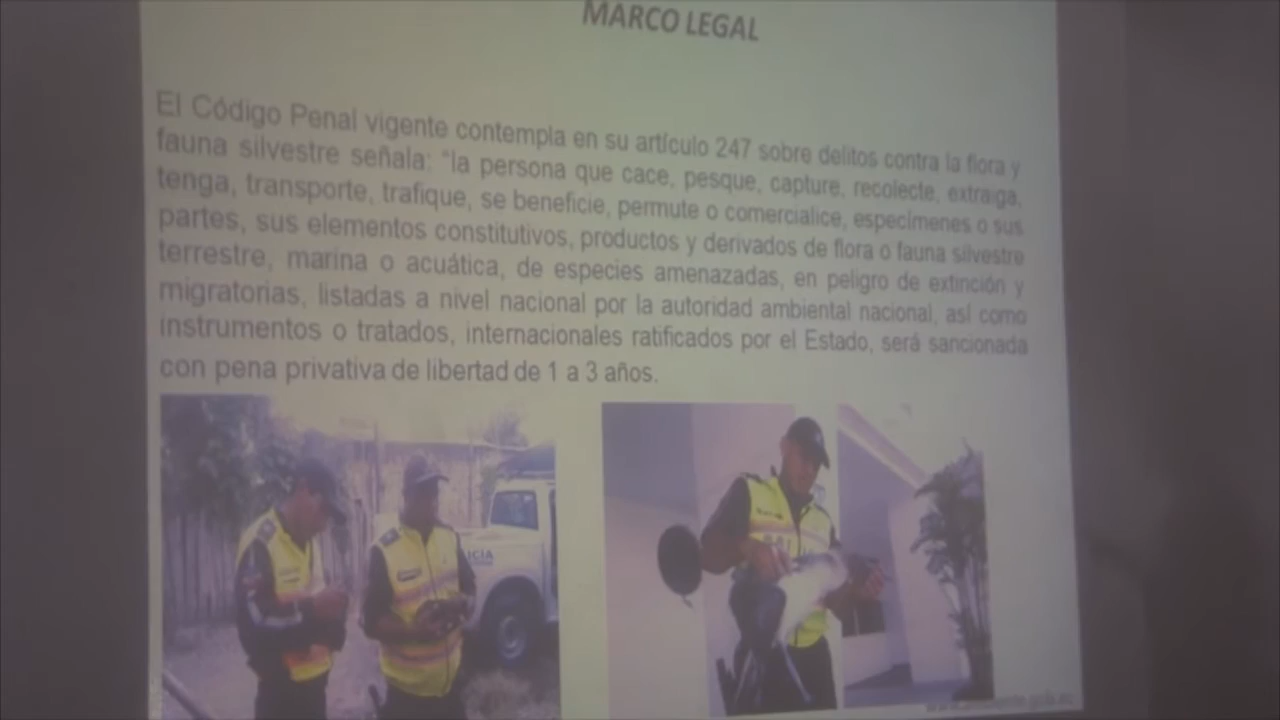 MARCO LEGAL
El Código Penal vigente contempla en su artículo 247 sobre delitos contra la flora y
fauna silvestre señala: “la persona que cace, pesque, capture, recolecte, extraiga,
tenga, transporte, trafique, se beneficie, permute o comercialice, especímenes o sus
partes, sus elementos constitutivos, productos y derivados de flora o fauna silvestre
terrestre, marina o acuática, de especies amenazadas, en peligro de extinción y
migratorias, listadas a nivel nacional por la autoridad ambiental nacional, así como
instrumentos o tratados, internacionales ratificados por el Estado, será sancionada
con pena privativa de libertad de 1 a 3 años.
LICIA